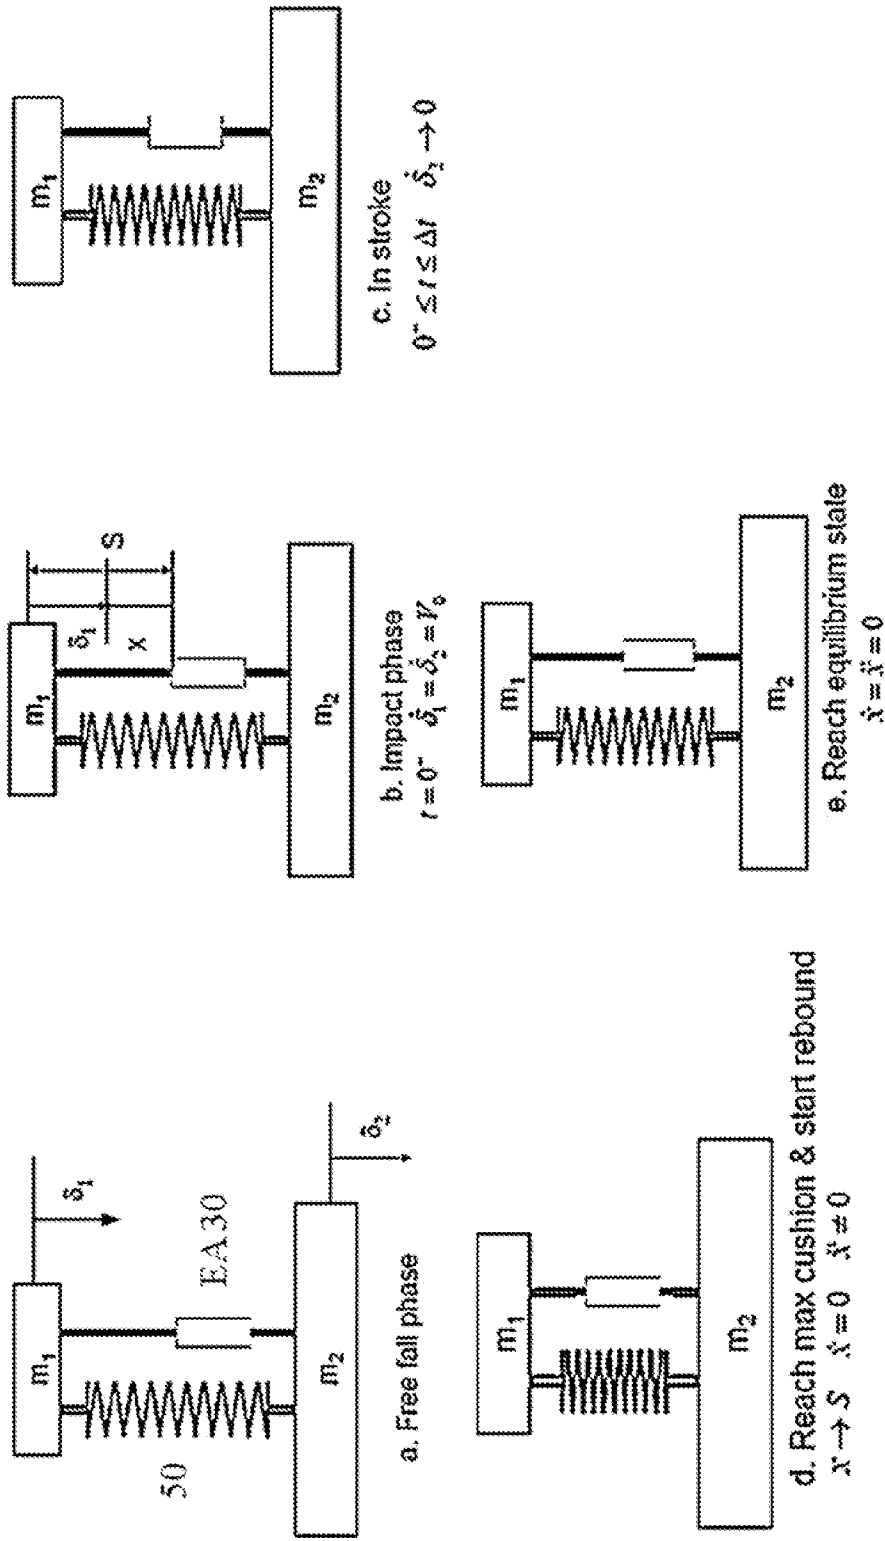 m₁
δ₁
50
EA30
m₂
δ₂
a. Free fall phase
m₁
δ₁
S
x
m₂
b. Impact phase
t = 0⁻ δ̇₁ = δ̇₂ = V₀
m₁
m₂
c. In stroke
0⁻ ≤ t ≤ Δt δ̇₂ → 0
m₁
m₂
d. Reach max cushion & start rebound
x → S ẋ = 0 ẍ ≠ 0
m₁
m₂
e. Reach equilibrium state
ẋ = ẍ = 0